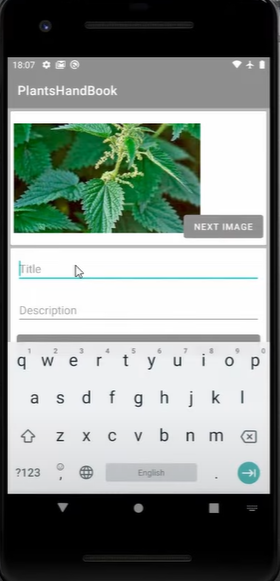 18:07
PlantsHandBook
NEXT IMAGE
Title
Description
1 2 3 4 5 6 7 8 9 0
q w e r t y u i o p
a s d f g h j k l
z x c v b n m
?123 , English .